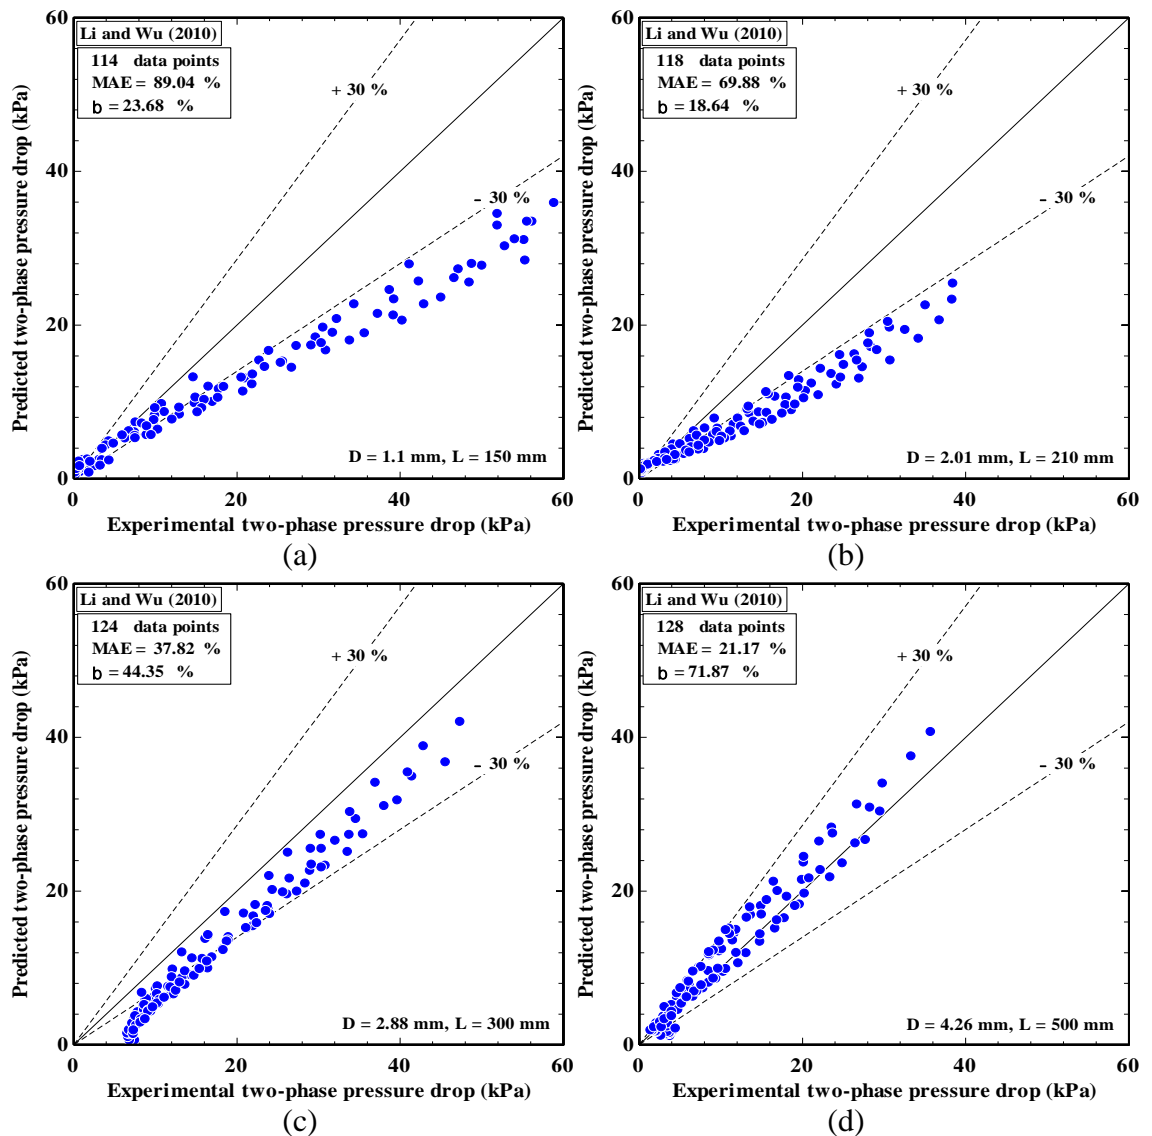 Li and Wu (2010)
114 data points
MAE = 89.04 %
b = 23.68 %
+ 30 %
- 30 %
D = 1.1 mm, L = 150 mm
Predicted two-phase pressure drop (kPa)
60
40
20
0
0 20 40 60
Experimental two-phase pressure drop (kPa)
(a)
Li and Wu (2010)
118 data points
MAE = 69.88 %
b = 18.64 %
+ 30 %
- 30 %
D = 2.01 mm, L = 210 mm
Predicted two-phase pressure drop (kPa)
60
40
20
0
0 20 40 60
Experimental two-phase pressure drop (kPa)
(b)
Li and Wu (2010)
124 data points
MAE = 37.82 %
b = 44.35 %
+ 30 %
- 30 %
D = 2.88 mm, L = 300 mm
Predicted two-phase pressure drop (kPa)
60
40
20
0
0 20 40 60
Experimental two-phase pressure drop (kPa)
(c)
Li and Wu (2010)
128 data points
MAE = 21.17 %
b = 71.87 %
+ 30 %
- 30 %
D = 4.26 mm, L = 500 mm
Predicted two-phase pressure drop (kPa)
60
40
20
0
0 20 40 60
Experimental two-phase pressure drop (kPa)
(d)